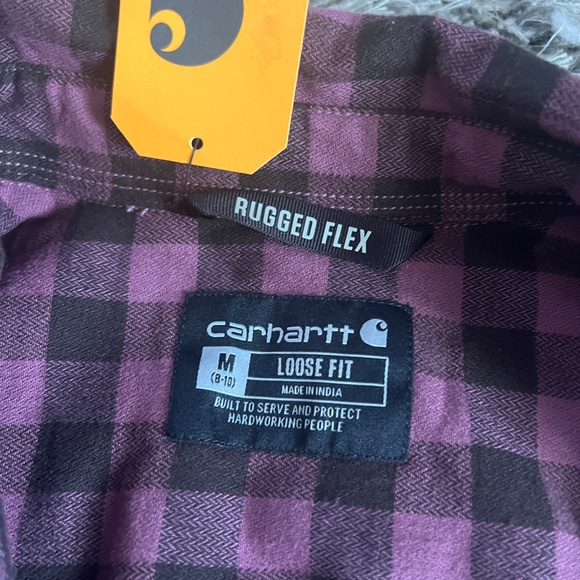 RUGGED FLEX
carhartt
M
(8-10)
LOOSE FIT
MADE IN INDIA
BUILT TO SERVE AND PROTECT
HARDWORKING PEOPLE